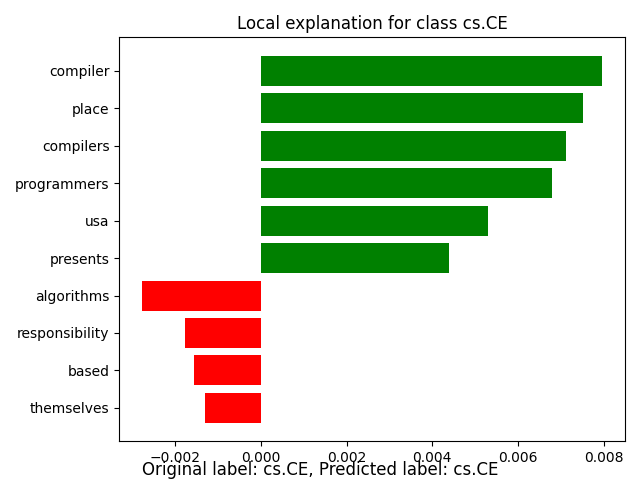 Local explanation for class cs.CE
compiler
place
compilers
programmers
usa
presents
algorithms
responsibility
based
themselves
−0.002 0.000 0.002 0.004 0.006 0.008
Original label: cs.CE, Predicted label: cs.CE